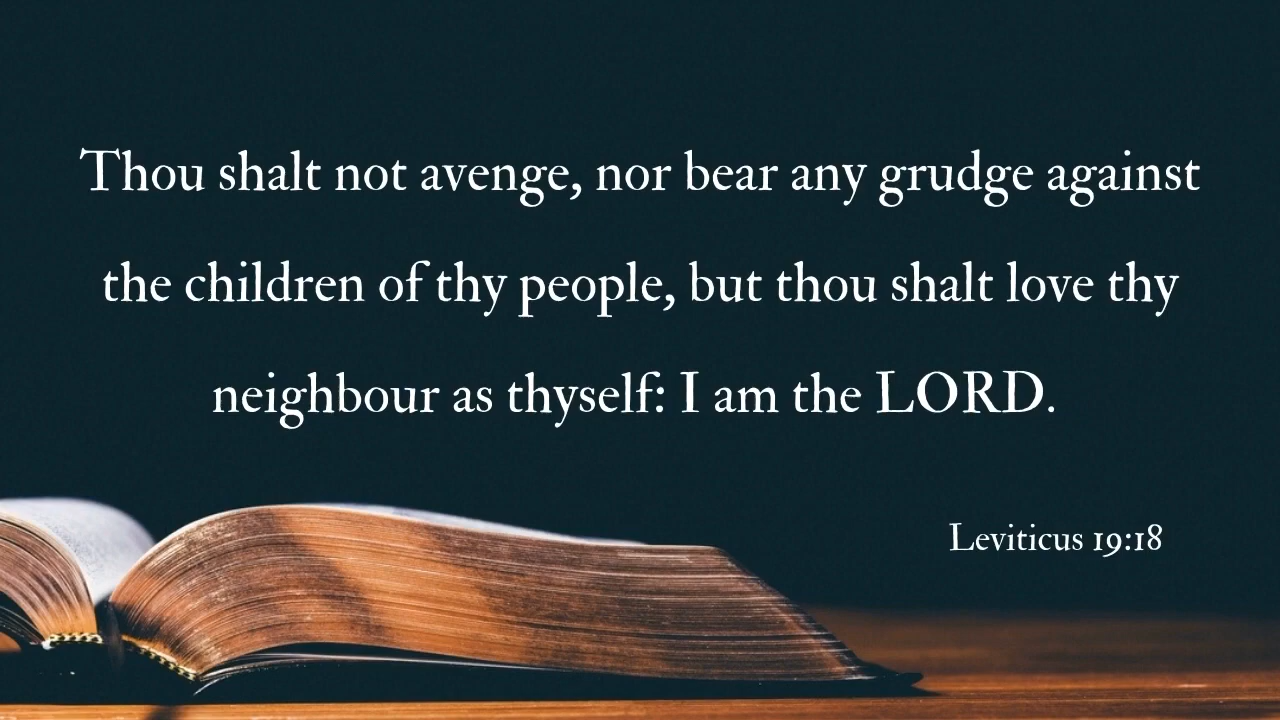 Thou shalt not avenge, nor bear any grudge against
the children of thy people, but thou shalt love thy
neighbour as thyself: I am the LORD.
Leviticus 19:18